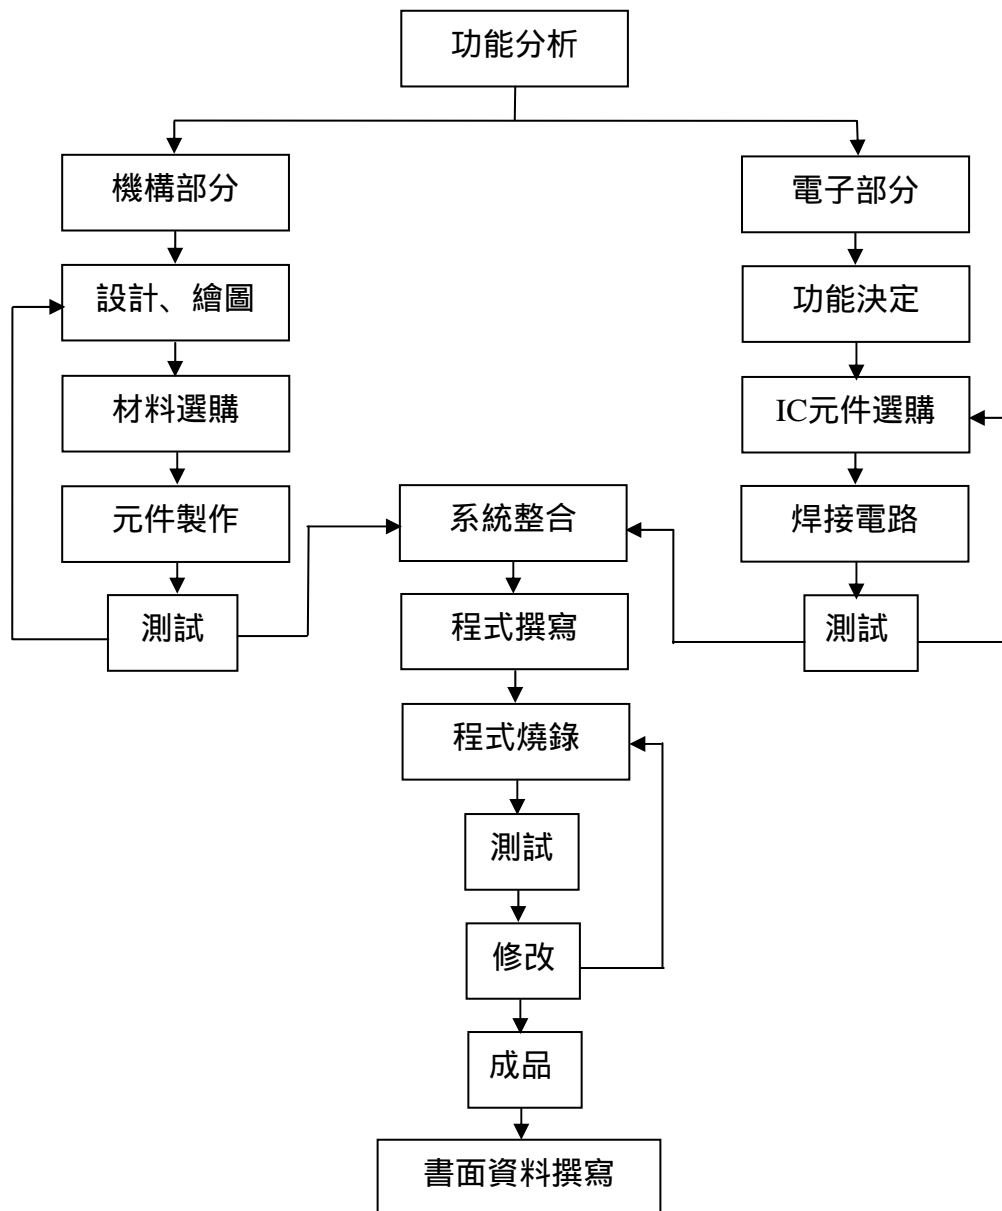 功能分析
機構部分
電子部分
設計、繪圖
功能決定
材料選購
IC元件選購
元件製作
系統整合
焊接電路
測試
程式撰寫
測試
程式燒錄
測試
修改
成品
書面資料撰寫